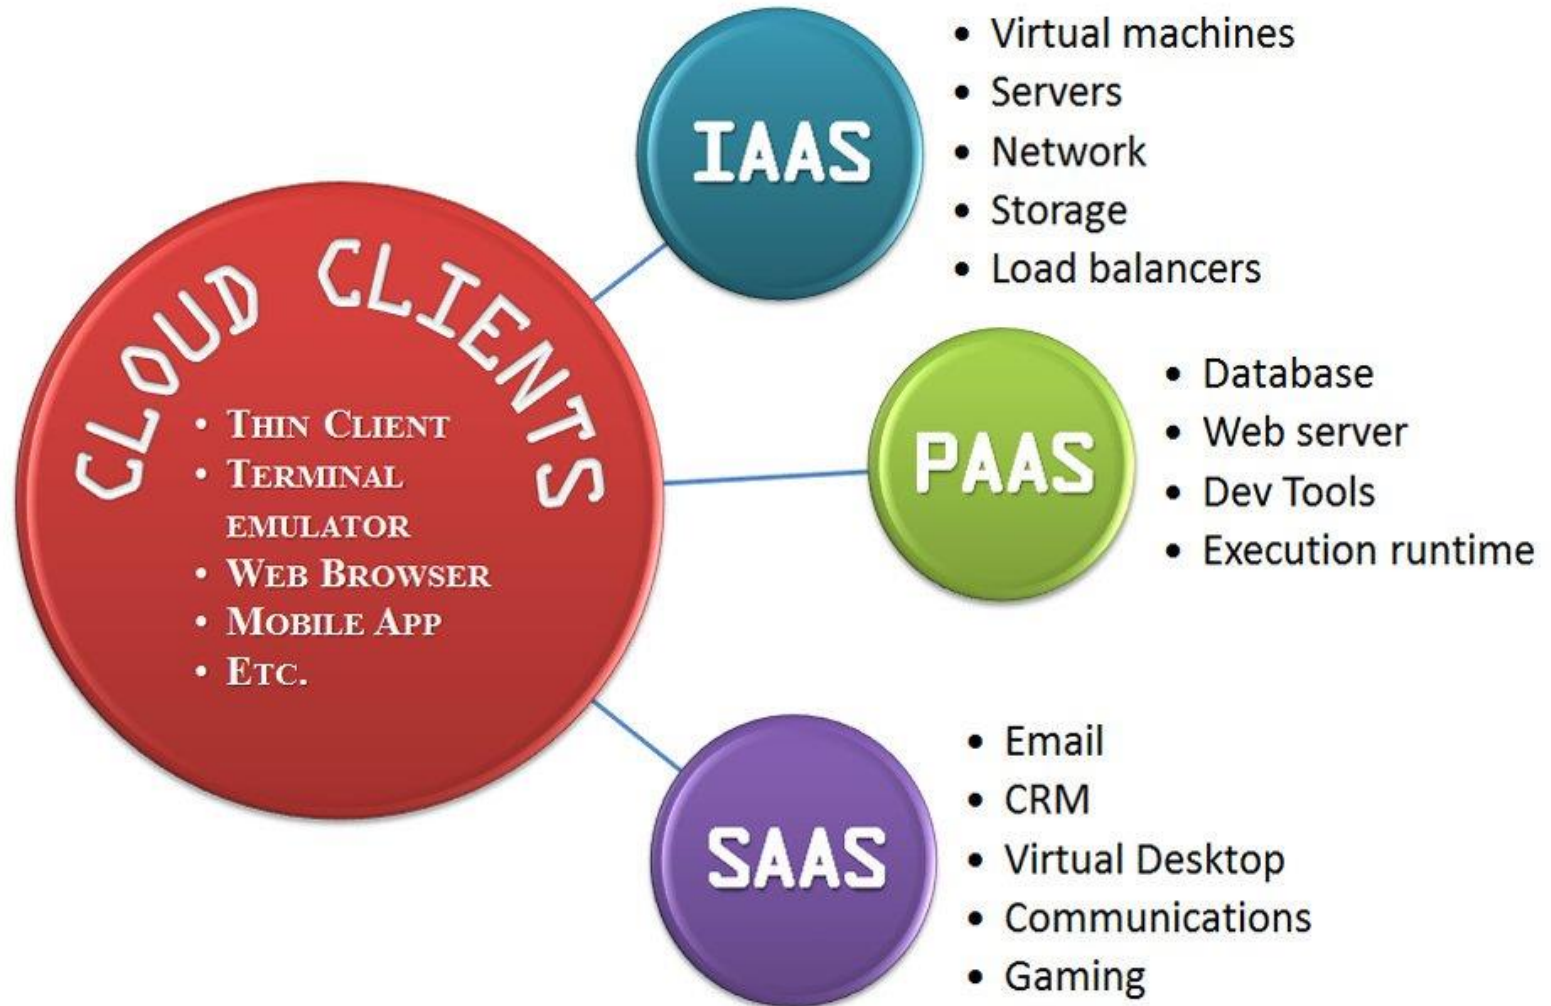 CLOUD CLIENTS
• THIN CLIENT
• TERMINAL
EMULATOR
• WEB BROWSER
• MOBILE APP
• ETC.
IAAS
• Virtual machines
• Servers
• Network
• Storage
• Load balancers
PAAS
• Database
• Web server
• Dev Tools
• Execution runtime
SAAS
• Email
• CRM
• Virtual Desktop
• Communications
• Gaming